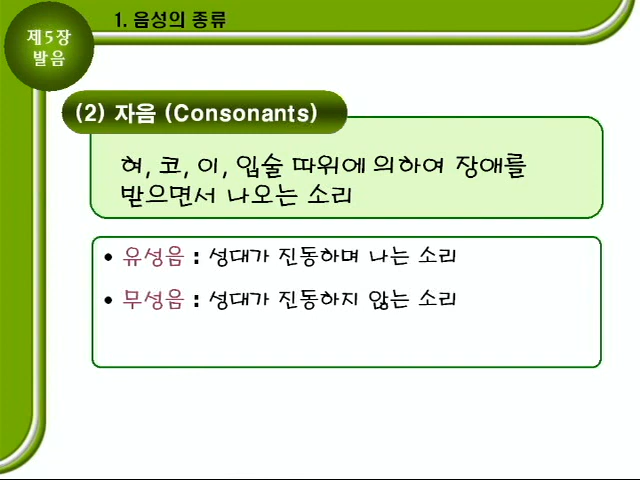 제5장
발음
1. 음성의 종류
(2) 자음 (Consonants)
혀, 코, 이, 입술 따위에 의하여 장애를
받으면서 나오는 소리
• 유성음 : 성대가 진동하며 나는 소리
• 무성음 : 성대가 진동하지 않는 소리